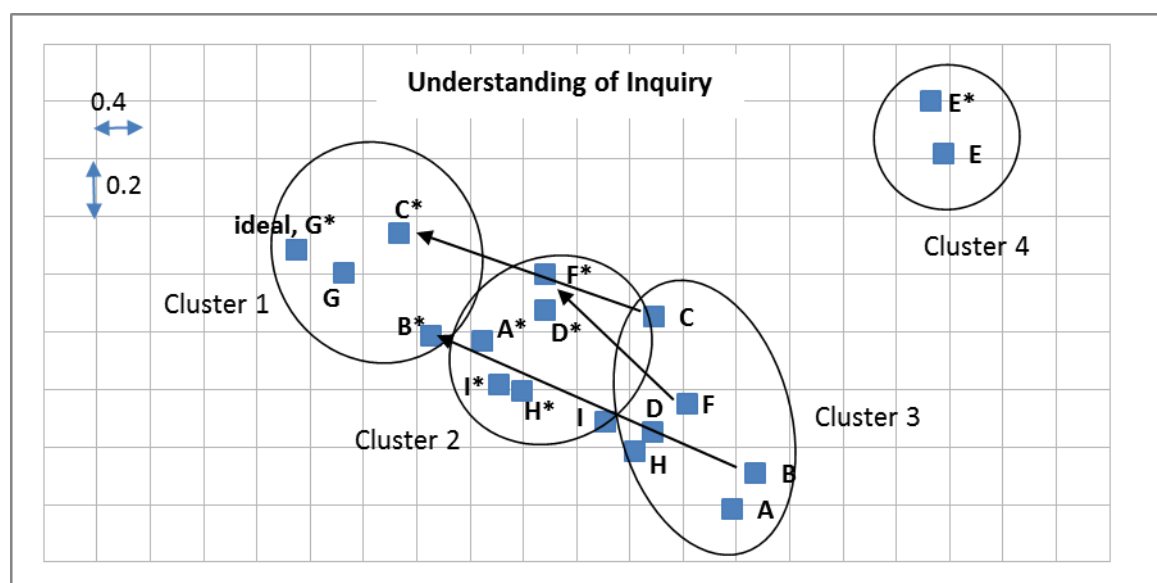 Understanding of Inquiry
0.4
0.2
E*
E
Cluster 4
C*
ideal, G*
G
Cluster 1
F*
D*
C
B*
A*
I*
H*
Cluster 2
I
D
F
H
Cluster 3
B
A